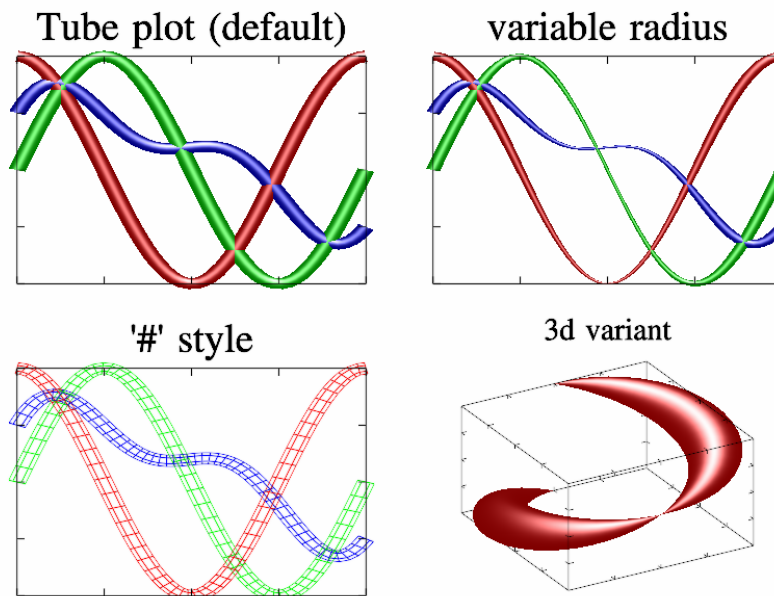 Tube plot (default)
variable radius
'#' style
3d variant